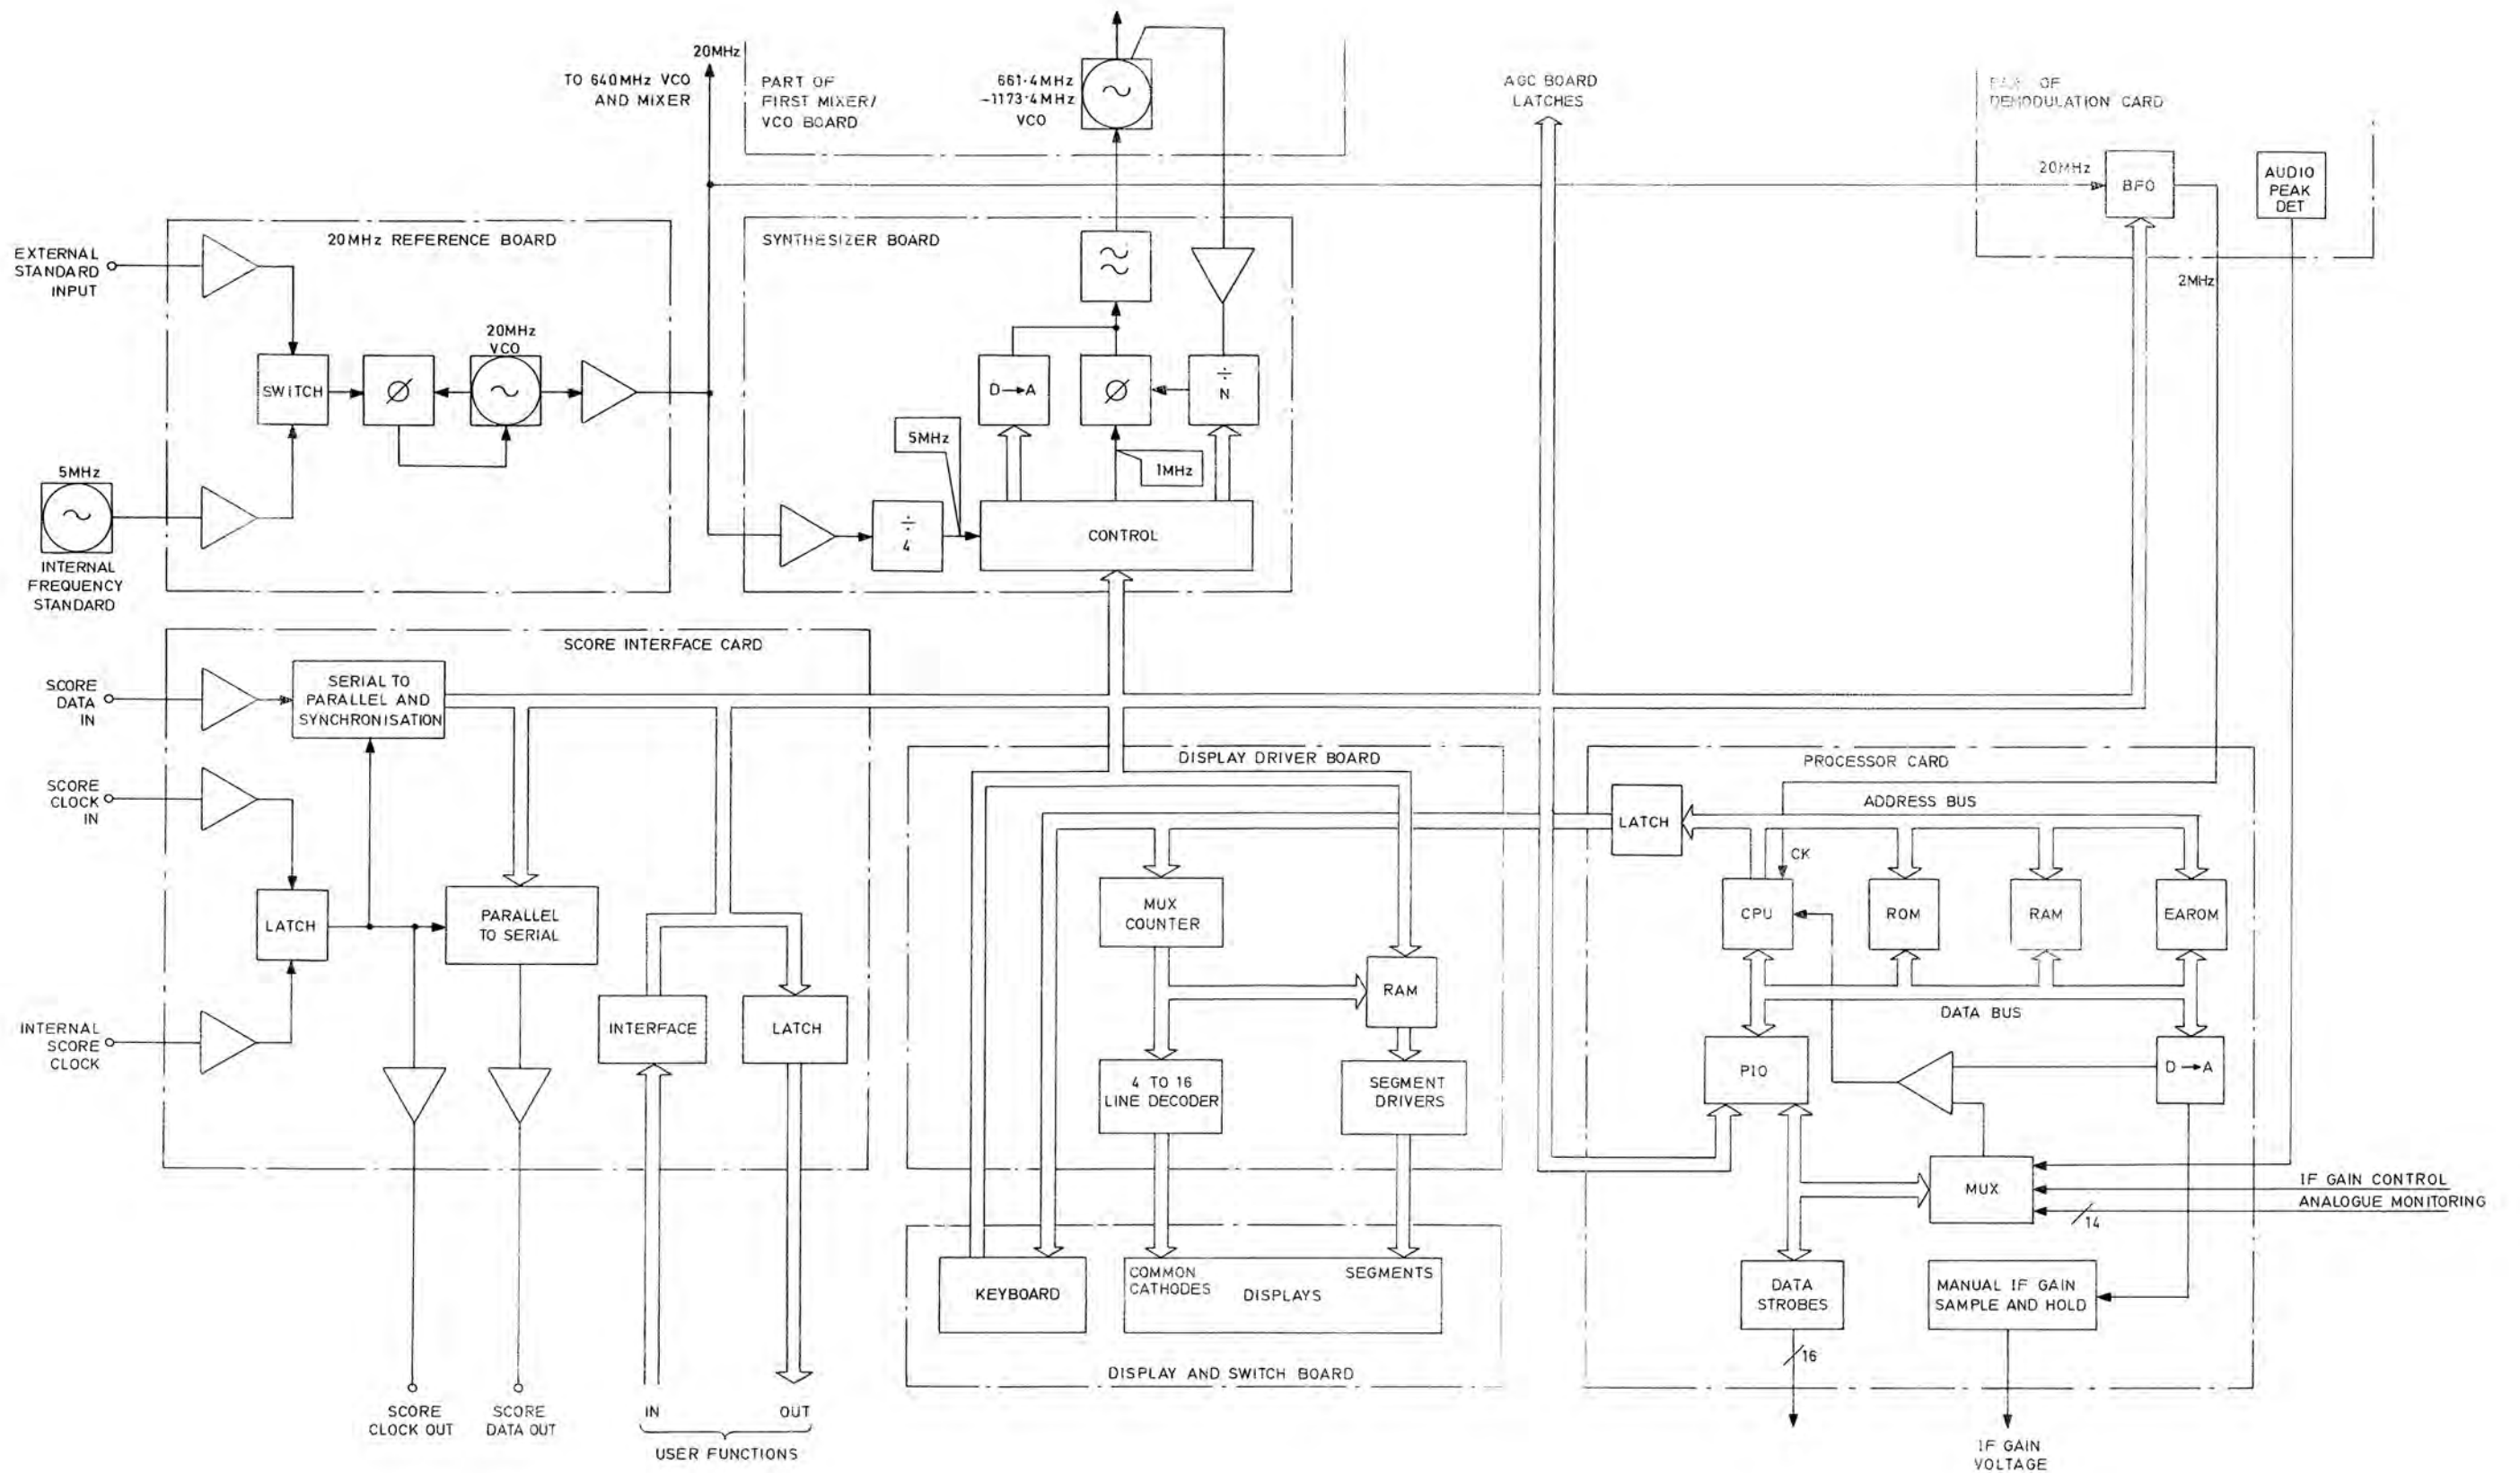 20MHz
TO 640MHz VCO
AND MIXER
PART OF
FIRST MIXER/
VCO BOARD
661·4MHz
-1173·4MHz
VCO
AGC BOARD
LATCHES
OF
DEMODULATION CARD
20MHz
BFO
AUDIO
PEAK
DET
2MHz
20MHz REFERENCE BOARD
EXTERNAL
STANDARD
INPUT
SWITCH
Ø
20MHz
VCO
5MHz
INTERNAL
FREQUENCY
STANDARD
SYNTHESIZER BOARD
D→A
Ø
÷
N
5MHz
1MHz
÷
4
CONTROL
SCORE INTERFACE CARD
SCORE
DATA
IN
SERIAL TO
PARALLEL AND
SYNCHRONISATION
SCORE
CLOCK
IN
LATCH
PARALLEL
TO SERIAL
INTERNAL
SCORE
CLOCK
INTERFACE
LATCH
SCORE
CLOCK OUT
SCORE
DATA OUT
IN
OUT
USER FUNCTIONS
DISPLAY DRIVER BOARD
MUX
COUNTER
RAM
4 TO 16
LINE DECODER
SEGMENT
DRIVERS
KEYBOARD
COMMON
CATHODES
DISPLAYS
SEGMENTS
DISPLAY AND SWITCH BOARD
PROCESSOR CARD
LATCH
ADDRESS BUS
CK
CPU
ROM
RAM
EAROM
DATA BUS
PIO
D→A
MUX
IF GAIN CONTROL
ANALOGUE MONITORING
14
DATA
STROBES
16
MANUAL IF GAIN
SAMPLE AND HOLD
IF GAIN
VOLTAGE